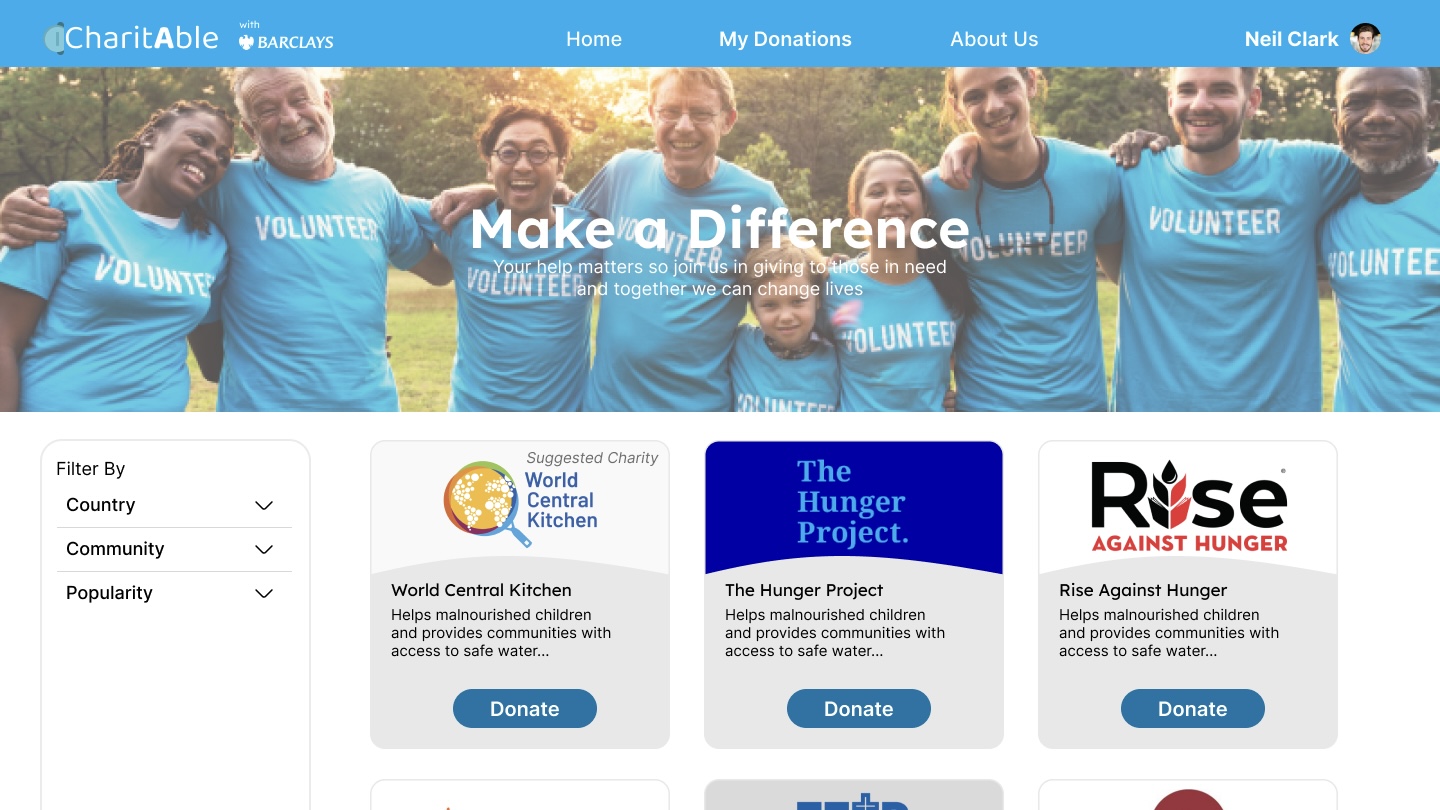 CharitAble
with
BARCLAYS
Home
My Donations
About Us
Neil Clark
VOLUNTEER
VOLUNTEER
VOLUNTEER
VOLUNTEER
VOLUNTEER
VOLUNTEER
VOLUNTEER
VOLUNTEER
VOLUNTEER
Make a Difference
Your help matters so join us in giving to those in need
and together we can change lives
Filter By
Country
Community
Popularity
Suggested Charity
World
Central
Kitchen
World Central Kitchen
Helps malnourished children
and provides communities with
access to safe water...
Donate
The
Hunger
Project.
The Hunger Project
Helps malnourished children
and provides communities with
access to safe water...
Donate
Rise
AGAINST HUNGER
Rise Against Hunger
Helps malnourished children
and provides communities with
access to safe water...
Donate